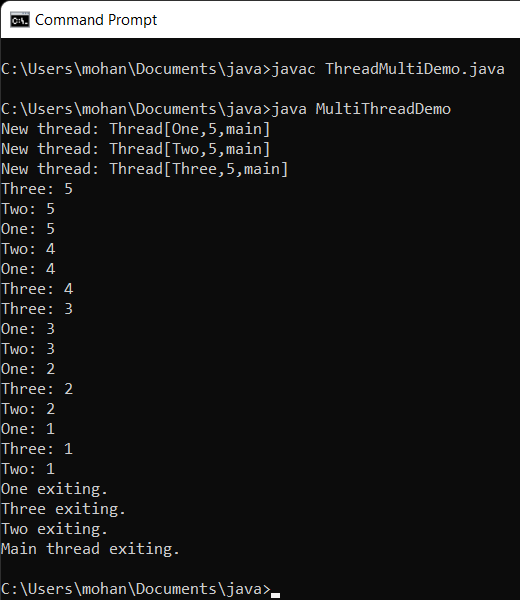 Command Prompt
C:\Users\mohan\Documents\java>javac ThreadMultiDemo.java
C:\Users\mohan\Documents\java>java MultiThreadDemo
New thread: Thread[One,5,main]
New thread: Thread[Two,5,main]
New thread: Thread[Three,5,main]
Three: 5
Two: 5
One: 5
Two: 4
One: 4
Three: 4
Three: 3
One: 3
Two: 3
One: 2
Three: 2
Two: 2
One: 1
Three: 1
Two: 1
One exiting.
Three exiting.
Two exiting.
Main thread exiting.
C:\Users\mohan\Documents\java>